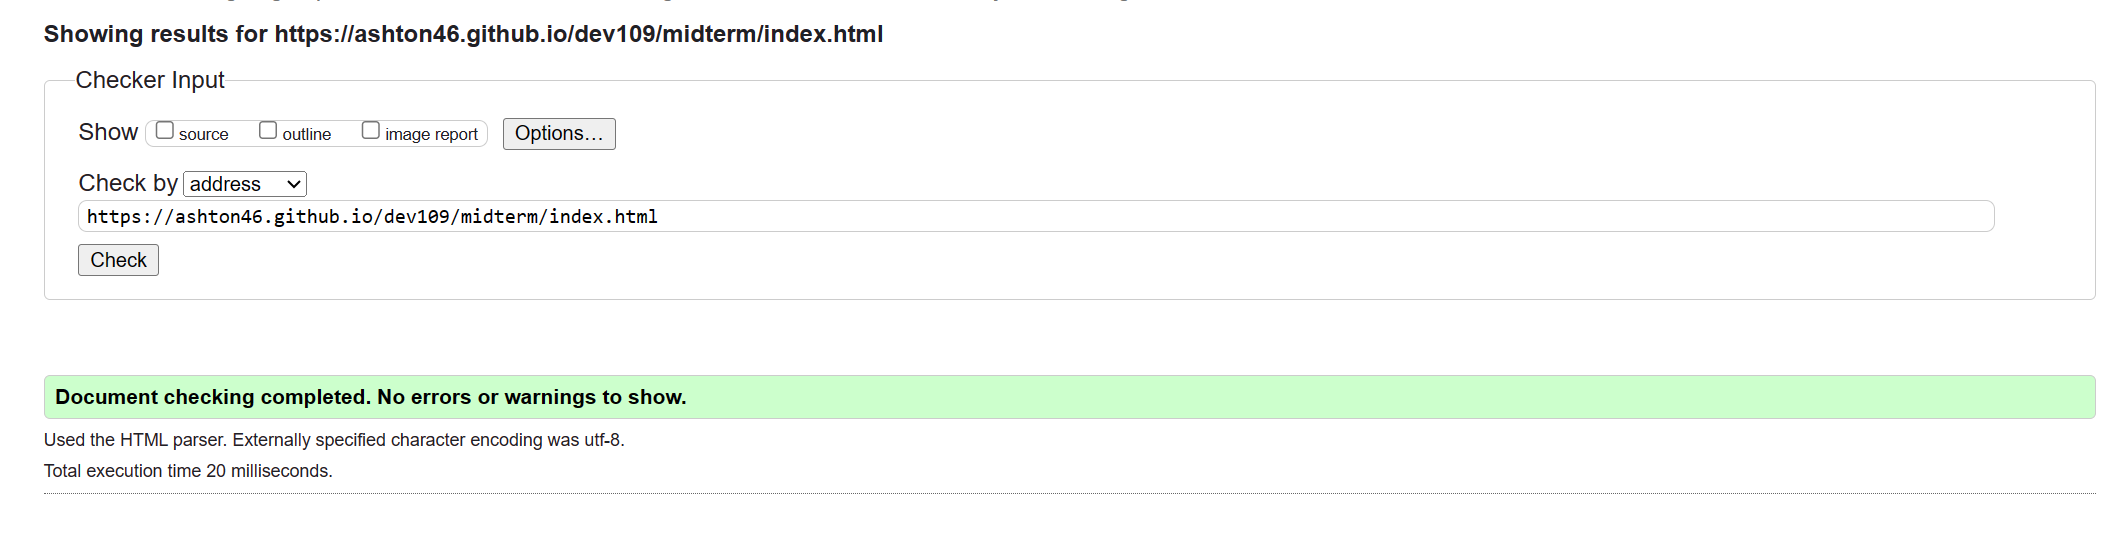 Showing results for https://ashton46.github.io/dev109/midterm/index.html
Checker Input
Show source outline image report Options...
Check by address
https://ashton46.github.io/dev109/midterm/index.html
Check
Document checking completed. No errors or warnings to show.
Used the HTML parser. Externally specified character encoding was utf-8.
Total execution time 20 milliseconds.